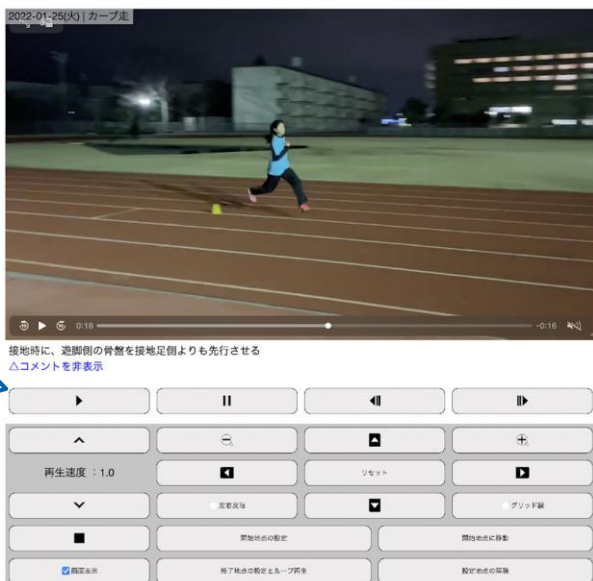 2022-01-25(火) | カーブ走
0:18
-0:16
接地時に、遊脚側の骨盤を接地足側よりも先行させる
△コメントを非表示
再生速度 : 1.0
リセット
左右反転
グリッド線
開始地点の設定
開始地点に移動
画面表示
終了地点の設定とループ再生
設定地点の解除